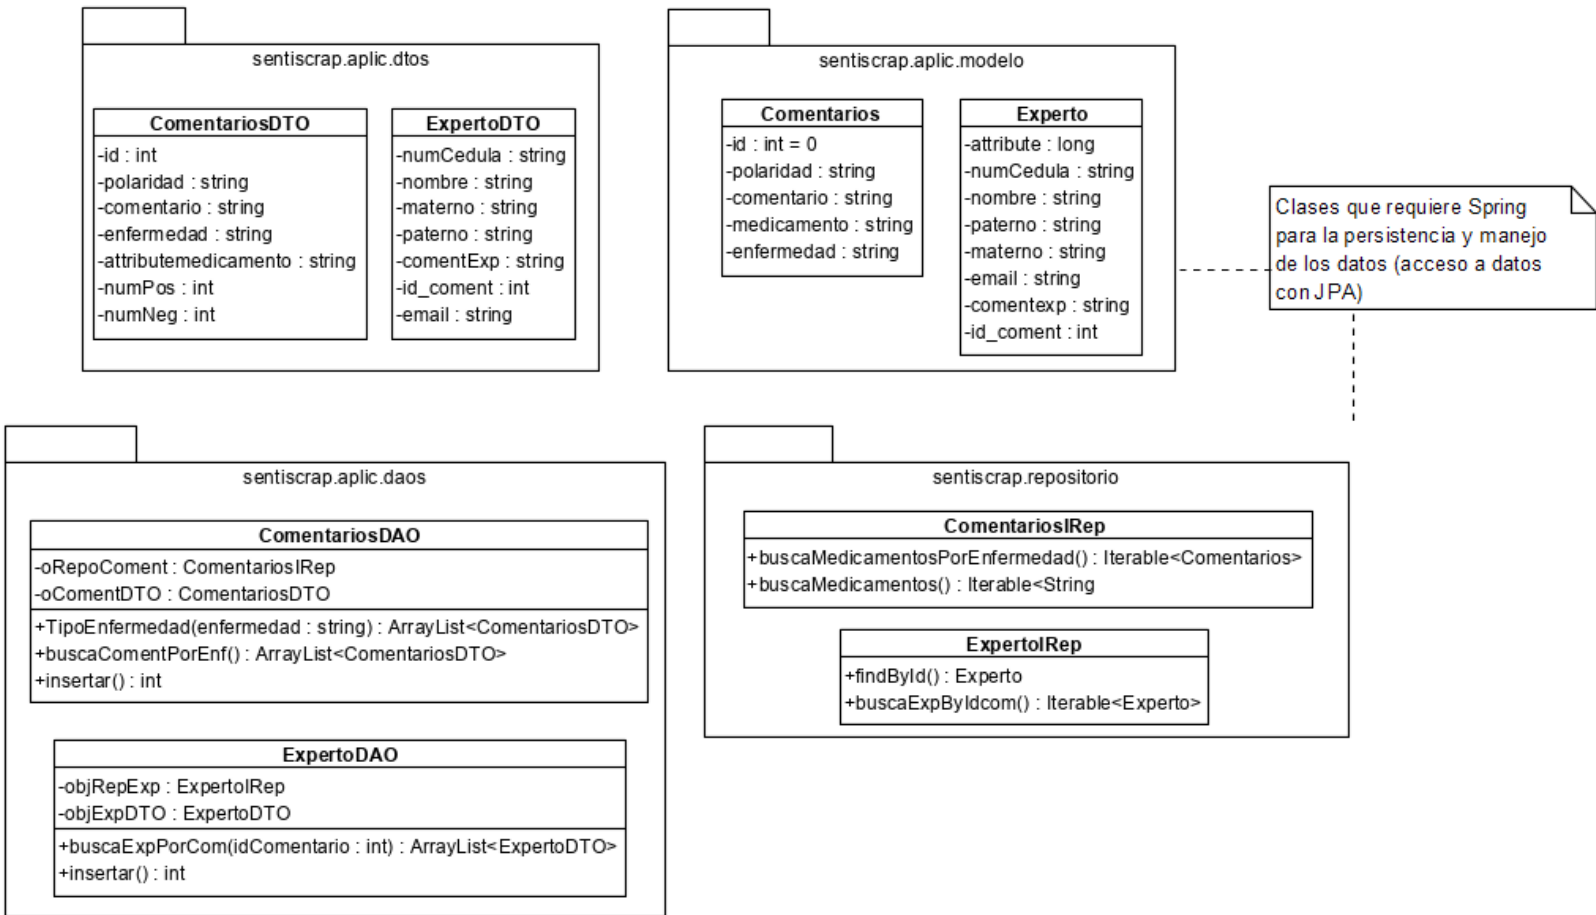 sentiscrap.aplic.dtos
ComentariosDTO
-id : int
-polaridad : string
-comentario : string
-enfermedad : string
-attributemedicamento : string
-numPos : int
-numNeg : int
ExpertoDTO
-numCedula : string
-nombre : string
-materno : string
-paterno : string
-comentExp : string
-id_coment : int
-email : string
sentiscrap.aplic.modelo
Comentarios
-id : int = 0
-polaridad : string
-comentario : string
-medicamento : string
-enfermedad : string
Experto
-attribute : long
-numCedula : string
-nombre : string
-paterno : string
-materno : string
-email : string
-comentexp : string
-id_coment : int
Clases que requiere Spring
para la persistencia y manejo
de los datos (acceso a datos
con JPA)
sentiscrap.aplic.daos
ComentariosDAO
-oRepoComent : ComentariosIRep
-oComentDTO : ComentariosDTO
+TipoEnfermedad(enfermedad : string) : ArrayList<ComentariosDTO>
+buscaComentPorEnf() : ArrayList<ComentariosDTO>
+insertar() : int
ExpertoDAO
-objRepExp : ExpertoIRep
-objExpDTO : ExpertoDTO
+buscaExpPorCom(idComentario : int) : ArrayList<ExpertoDTO>
+insertar() : int
sentiscrap.repositorio
ComentariosIRep
+buscaMedicamentosPorEnfermedad() : Iterable<Comentarios>
+buscaMedicamentos() : Iterable<String
ExpertoIRep
+findById() : Experto
+buscaExpByIdcom() : Iterable<Experto>